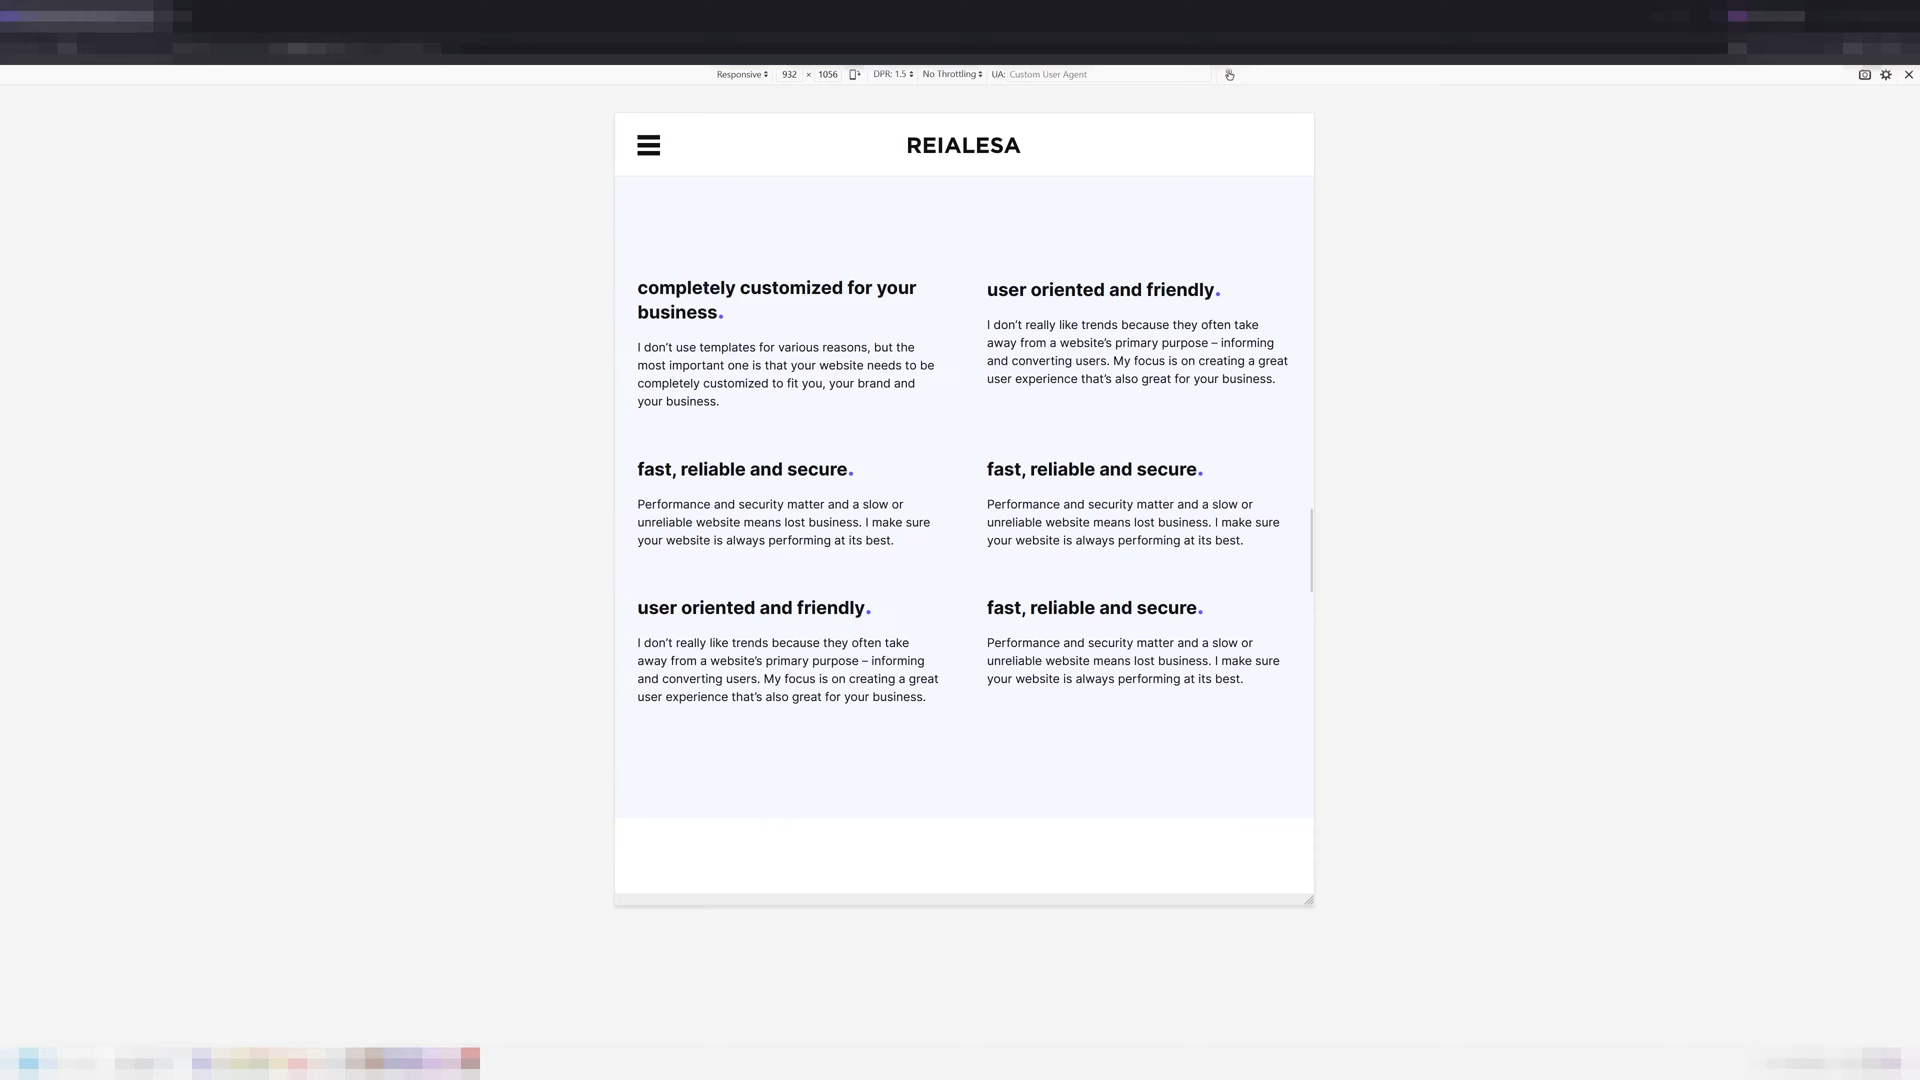 Responsive 932 × 1056 DPR: 1.5 No Throttling UA: Custom User Agent
REIALESA
completely customized for your
business.
I don’t use templates for various reasons, but the
most important one is that your website needs to be
completely customized to fit you, your brand and
your business.
user oriented and friendly.
I don’t really like trends because they often take
away from a website’s primary purpose – informing
and converting users. My focus is on creating a great
user experience that’s also great for your business.
fast, reliable and secure.
Performance and security matter and a slow or
unreliable website means lost business. I make sure
your website is always performing at its best.
fast, reliable and secure.
Performance and security matter and a slow or
unreliable website means lost business. I make sure
your website is always performing at its best.
user oriented and friendly.
I don’t really like trends because they often take
away from a website’s primary purpose – informing
and converting users. My focus is on creating a great
user experience that’s also great for your business.
fast, reliable and secure.
Performance and security matter and a slow or
unreliable website means lost business. I make sure
your website is always performing at its best.